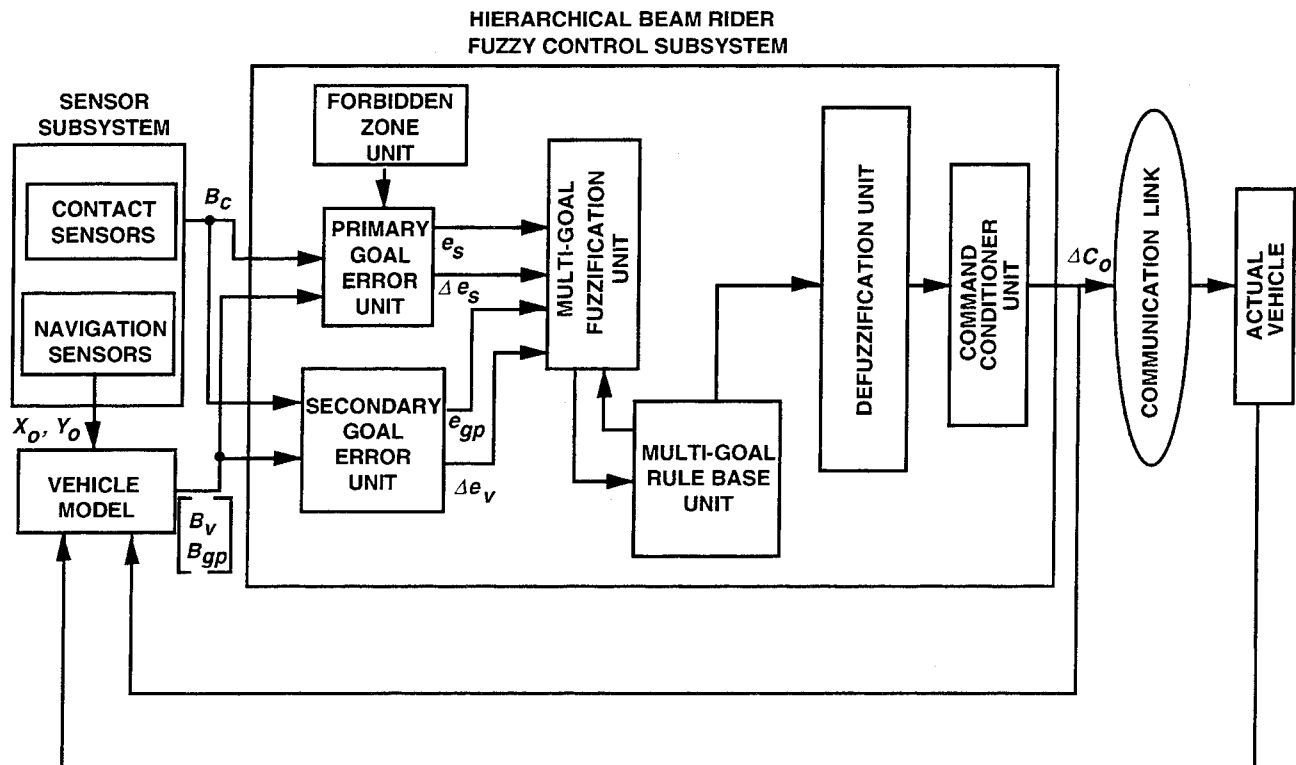 HIERARCHICAL BEAM RIDER
FUZZY CONTROL SUBSYSTEM
SENSOR
SUBSYSTEM
CONTACT
SENSORS
NAVIGATION
SENSORS
X_o, Y_o
VEHICLE
MODEL
B_c
B_v
B_gp
FORBIDDEN
ZONE
UNIT
PRIMARY
GOAL
ERROR
UNIT
e_s
Δe_s
SECONDARY
GOAL
ERROR
UNIT
e_gp
Δe_v
MULTI-GOAL
FUZZIFICATION
UNIT
MULTI-GOAL
RULE BASE
UNIT
DEFUZZIFICATION UNIT
COMMAND
CONDITIONER
UNIT
ΔC_o
COMMUNICATION LINK
ACTUAL
VEHICLE